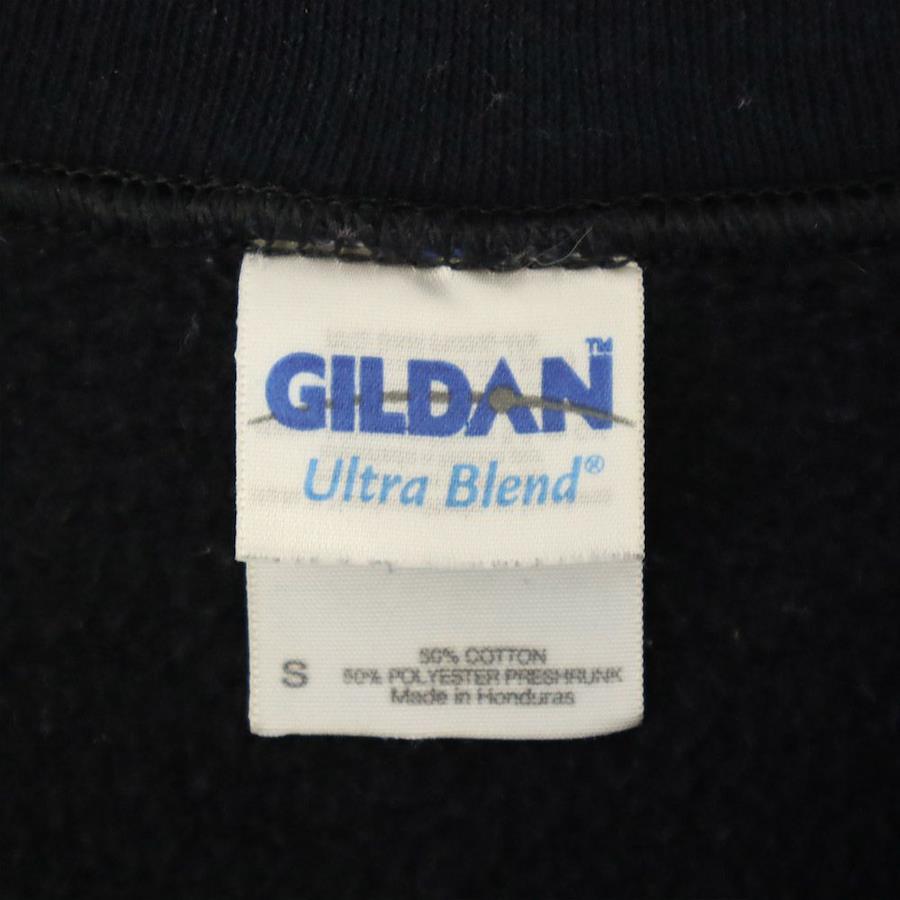 GILDAN™
Ultra Blend®
S
50% COTTON
50% POLYESTER PRESHRUNK
Made in Honduras